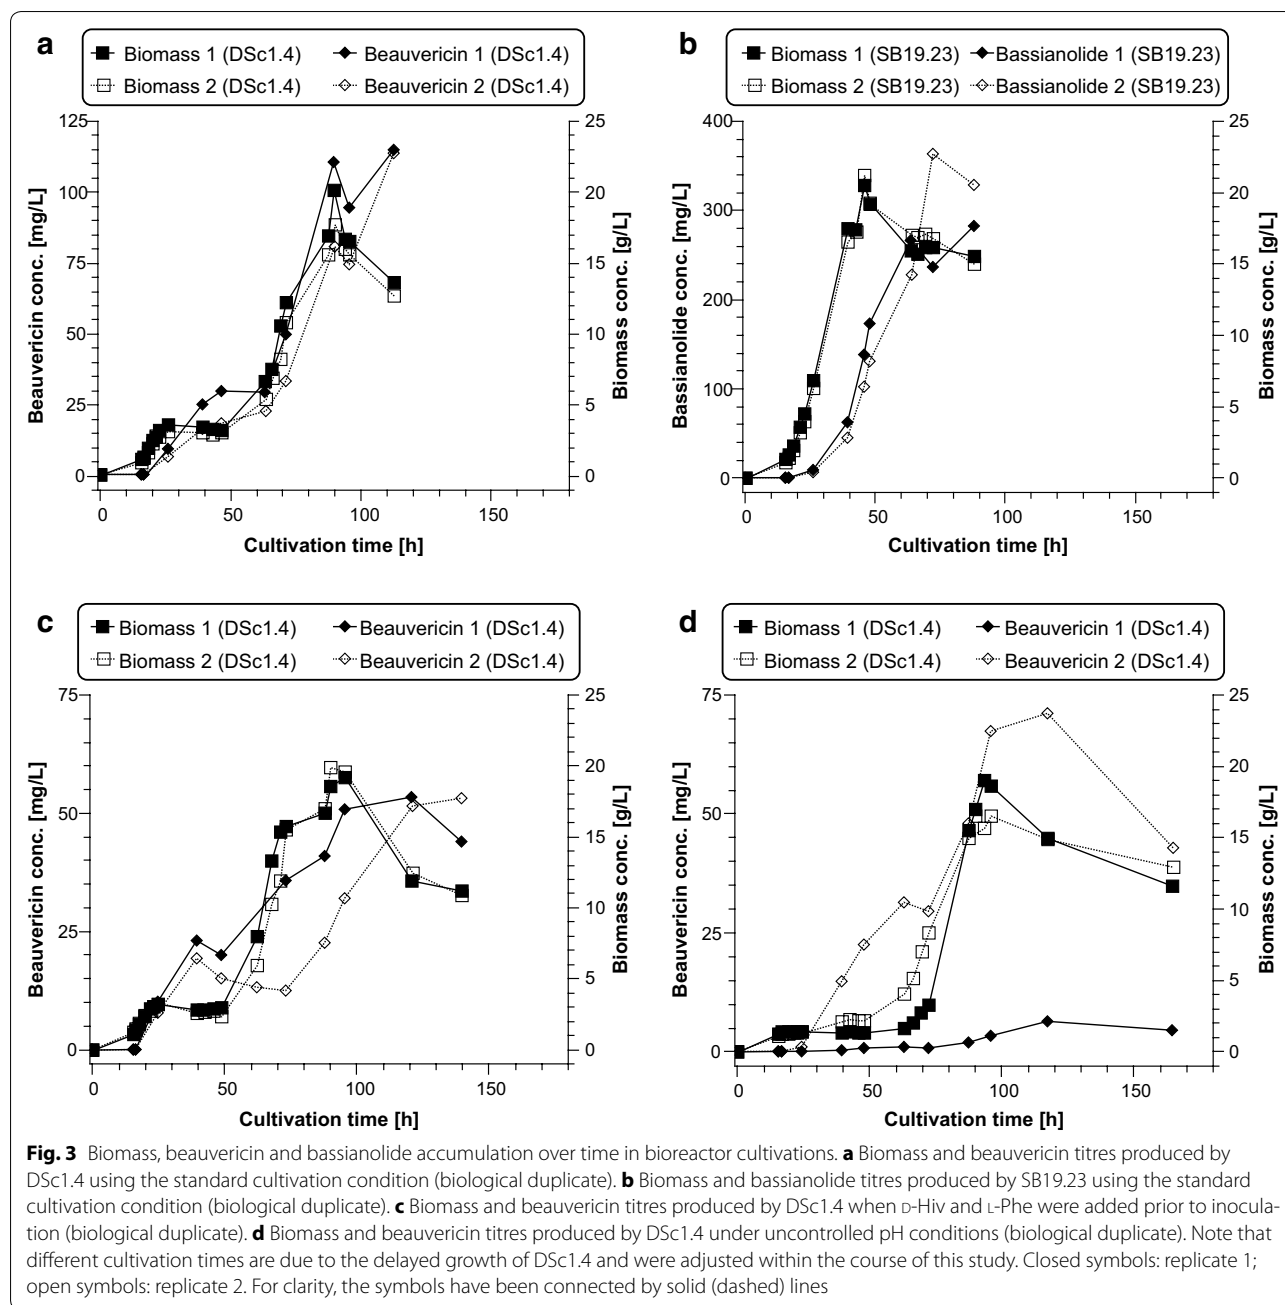 a
Biomass 1 (DSc1.4) Beauvericin 1 (DSc1.4)
Biomass 2 (DSc1.4) Beauvericin 2 (DSc1.4)
125
100
75
50
25
0
Beauvericin conc. [mg/L]
25
20
15
10
5
0
Biomass conc. [g/L]
0 50 100 150
Cultivation time [h]
b
Biomass 1 (SB19.23) Bassianolide 1 (SB19.23)
Biomass 2 (SB19.23) Bassianolide 2 (SB19.23)
400
300
200
100
0
Bassianolide conc. [mg/L]
25
20
15
10
5
0
Biomass conc. [g/L]
0 50 100 150
Cultivation time [h]
c
Biomass 1 (DSc1.4) Beauvericin 1 (DSc1.4)
Biomass 2 (DSc1.4) Beauvericin 2 (DSc1.4)
75
50
25
0
Beauvericin conc. [mg/L]
25
20
15
10
5
0
Biomass conc. [g/L]
0 50 100 150
Cultivation time [h]
d
Biomass 1 (DSc1.4) Beauvericin 1 (DSc1.4)
Biomass 2 (DSc1.4) Beauvericin 2 (DSc1.4)
75
50
25
0
Beauvericin conc. [mg/L]
25
20
15
10
5
0
Biomass conc. [g/L]
0 50 100 150
Cultivation time [h]
Fig. 3 Biomass, beauvericin and bassianolide accumulation over time in bioreactor cultivations. a Biomass and beauvericin titres produced by
DSc1.4 using the standard cultivation condition (biological duplicate). b Biomass and bassianolide titres produced by SB19.23 using the standard
cultivation condition (biological duplicate). c Biomass and beauvericin titres produced by DSc1.4 when D-Hiv and L-Phe were added prior to inocula-
tion (biological duplicate). d Biomass and beauvericin titres produced by DSc1.4 under uncontrolled pH conditions (biological duplicate). Note that
different cultivation times are due to the delayed growth of DSc1.4 and were adjusted within the course of this study. Closed symbols: replicate 1;
open symbols: replicate 2. For clarity, the symbols have been connected by solid (dashed) lines